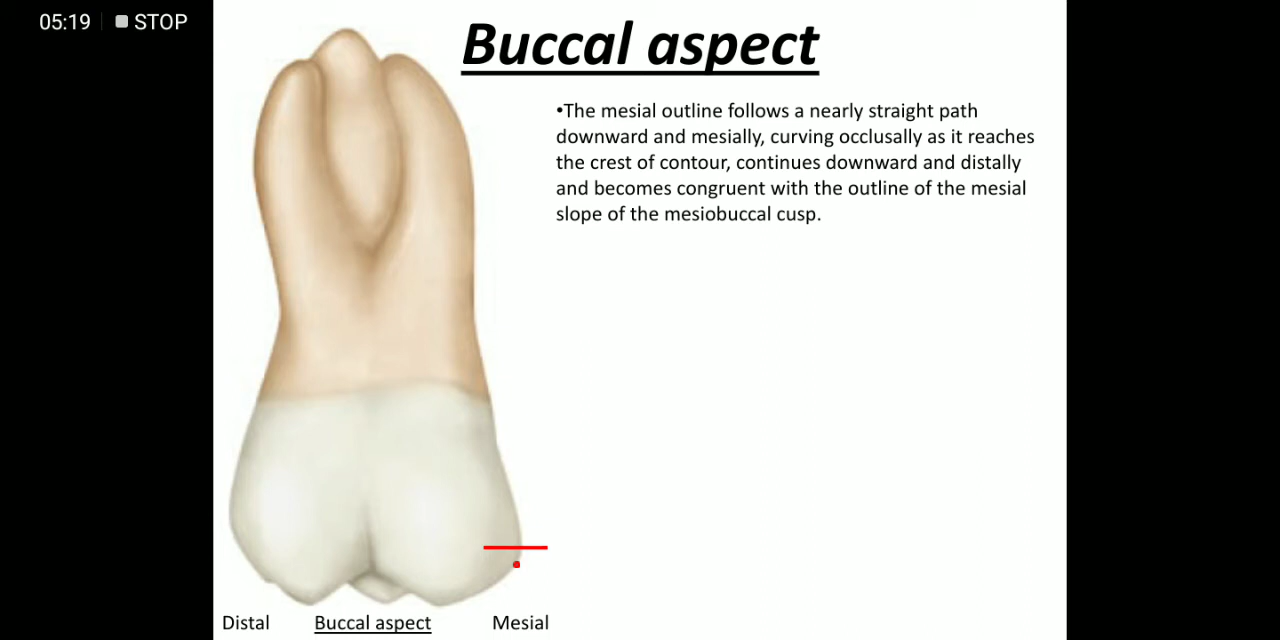 05:19 STOP
Buccal aspect
•The mesial outline follows a nearly straight path
downward and mesially, curving occlusally as it reaches
the crest of contour, continues downward and distally
and becomes congruent with the outline of the mesial
slope of the mesiobuccal cusp.
Distal Buccal aspect Mesial